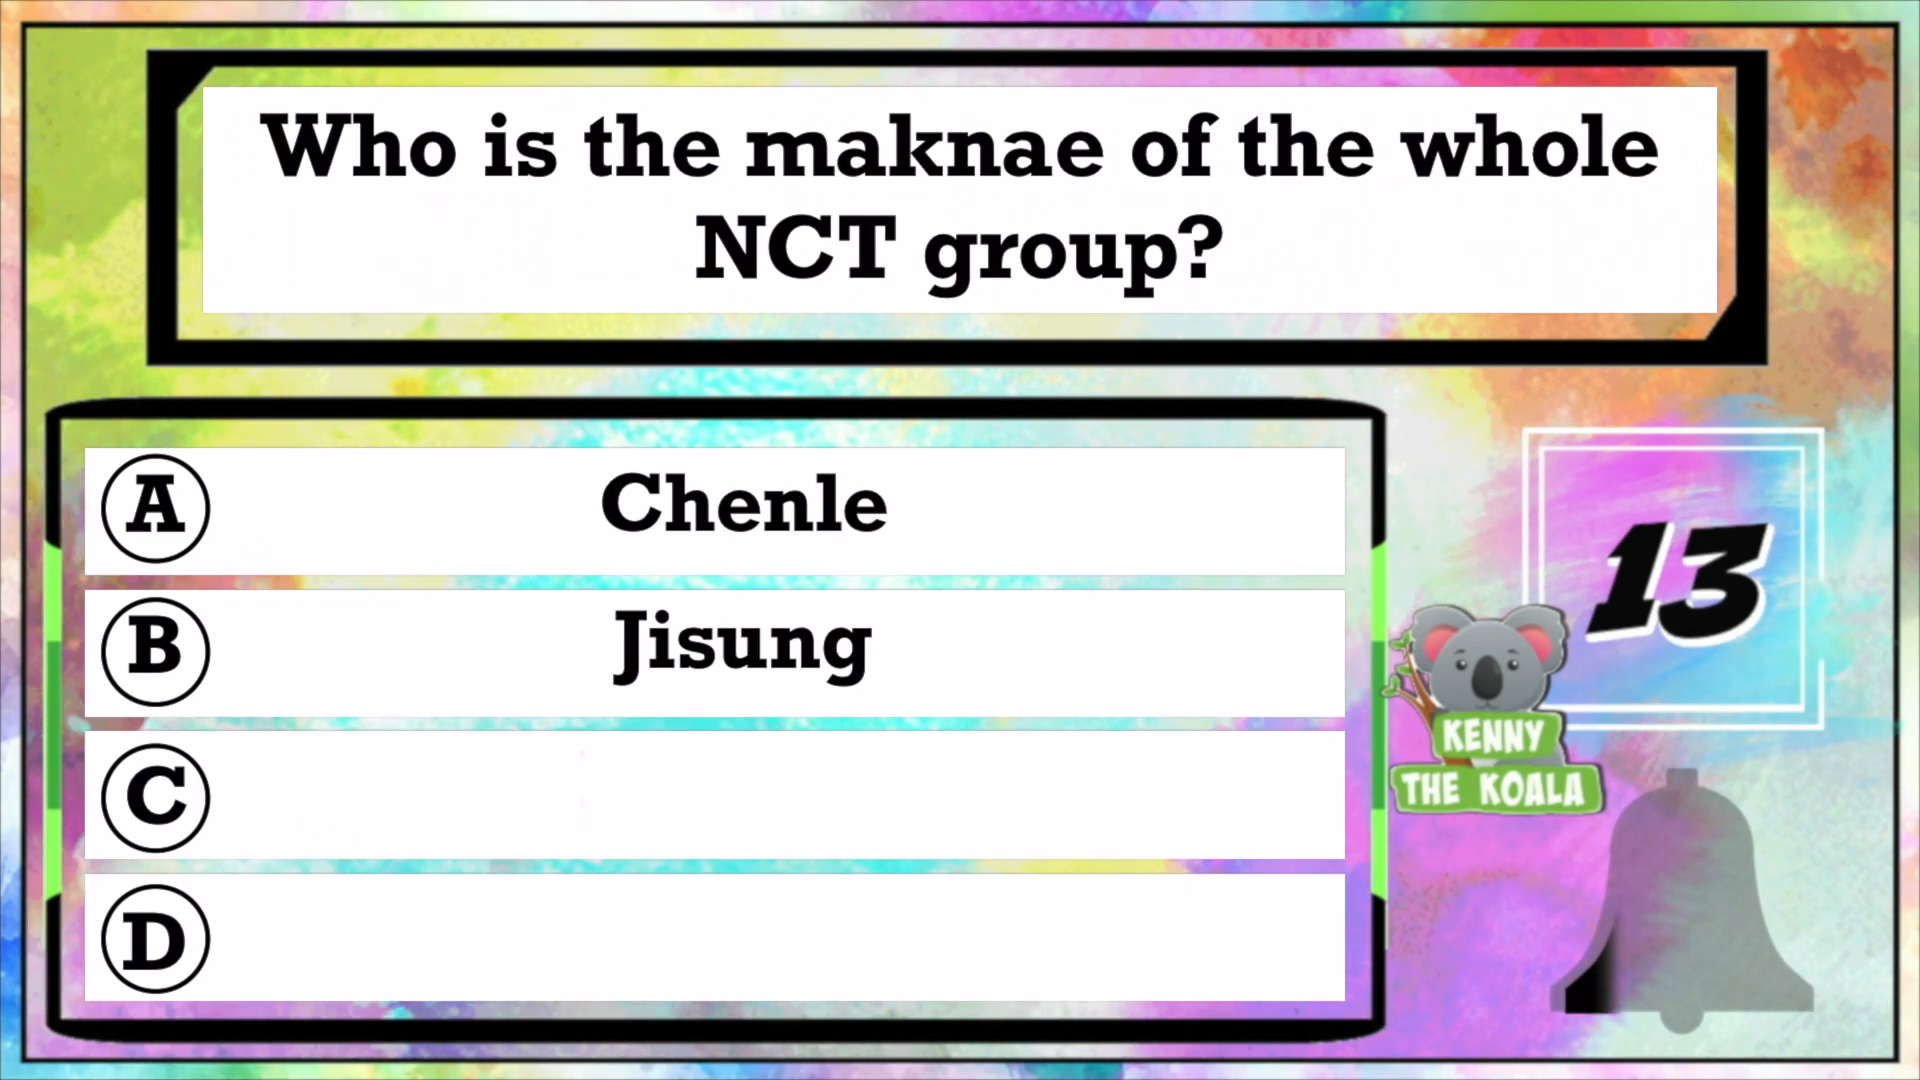 Who is the maknae of the whole
NCT group?
A Chenle
B Jisung
C
D
13
KENNY
THE KOALA